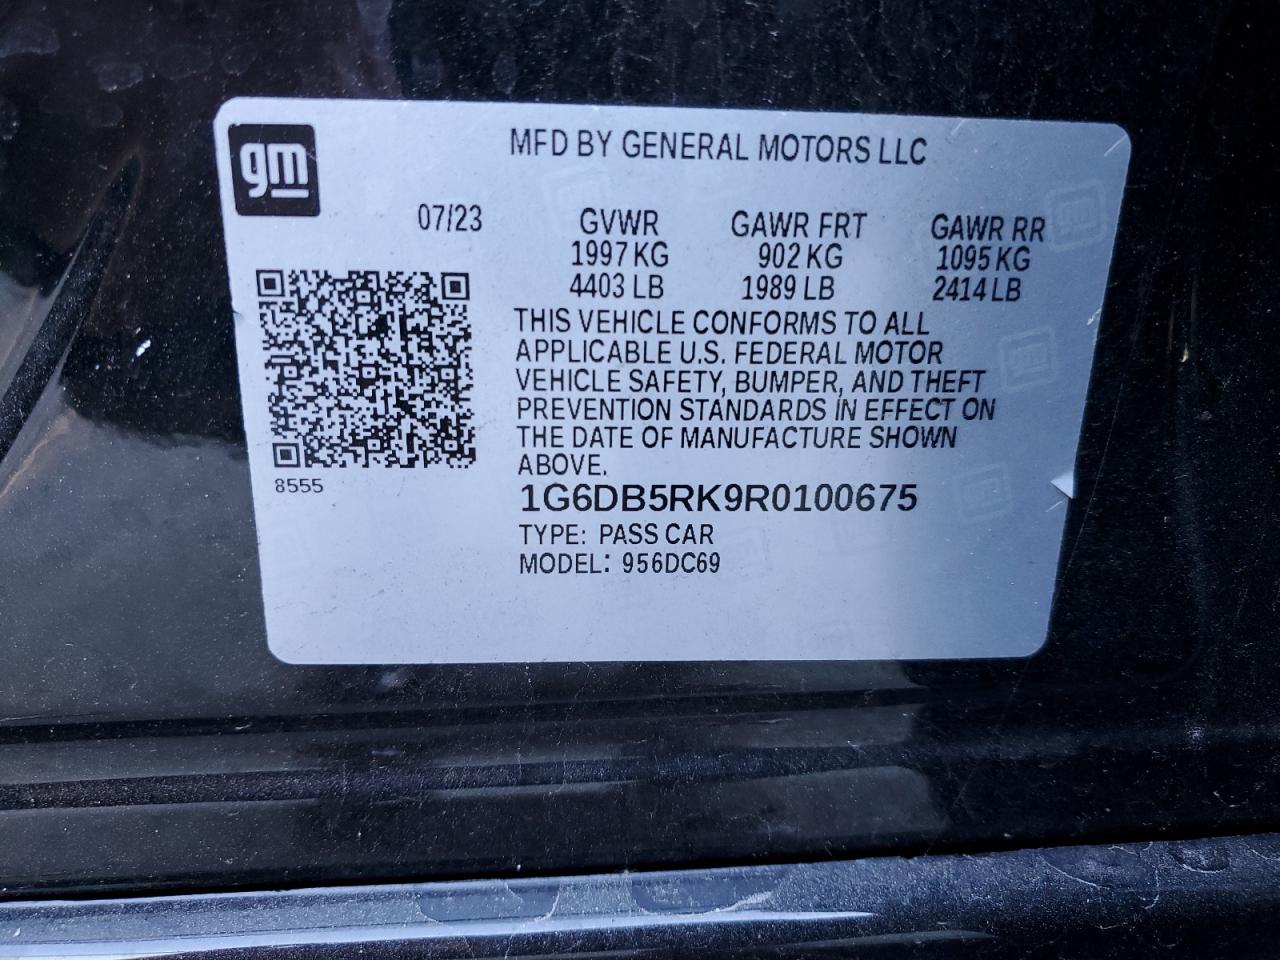 gm
MFD BY GENERAL MOTORS LLC
07/23 GVWR GAWR FRT GAWR RR
1997 KG 902 KG 1095 KG
4403 LB 1989 LB 2414 LB
THIS VEHICLE CONFORMS TO ALL
APPLICABLE U.S. FEDERAL MOTOR
VEHICLE SAFETY, BUMPER, AND THEFT
PREVENTION STANDARDS IN EFFECT ON
THE DATE OF MANUFACTURE SHOWN
ABOVE.
8555
1G6DB5RK9R0100675
TYPE: PASS CAR
MODEL: 956DC69